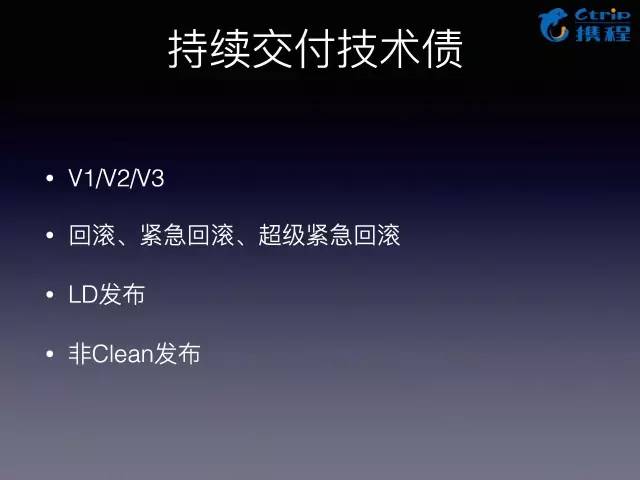 Ctrip
携程
持续交付技术债
• V1/V2/V3
• 回滚、紧急回滚、超级紧急回滚
• LD发布
• 非Clean发布